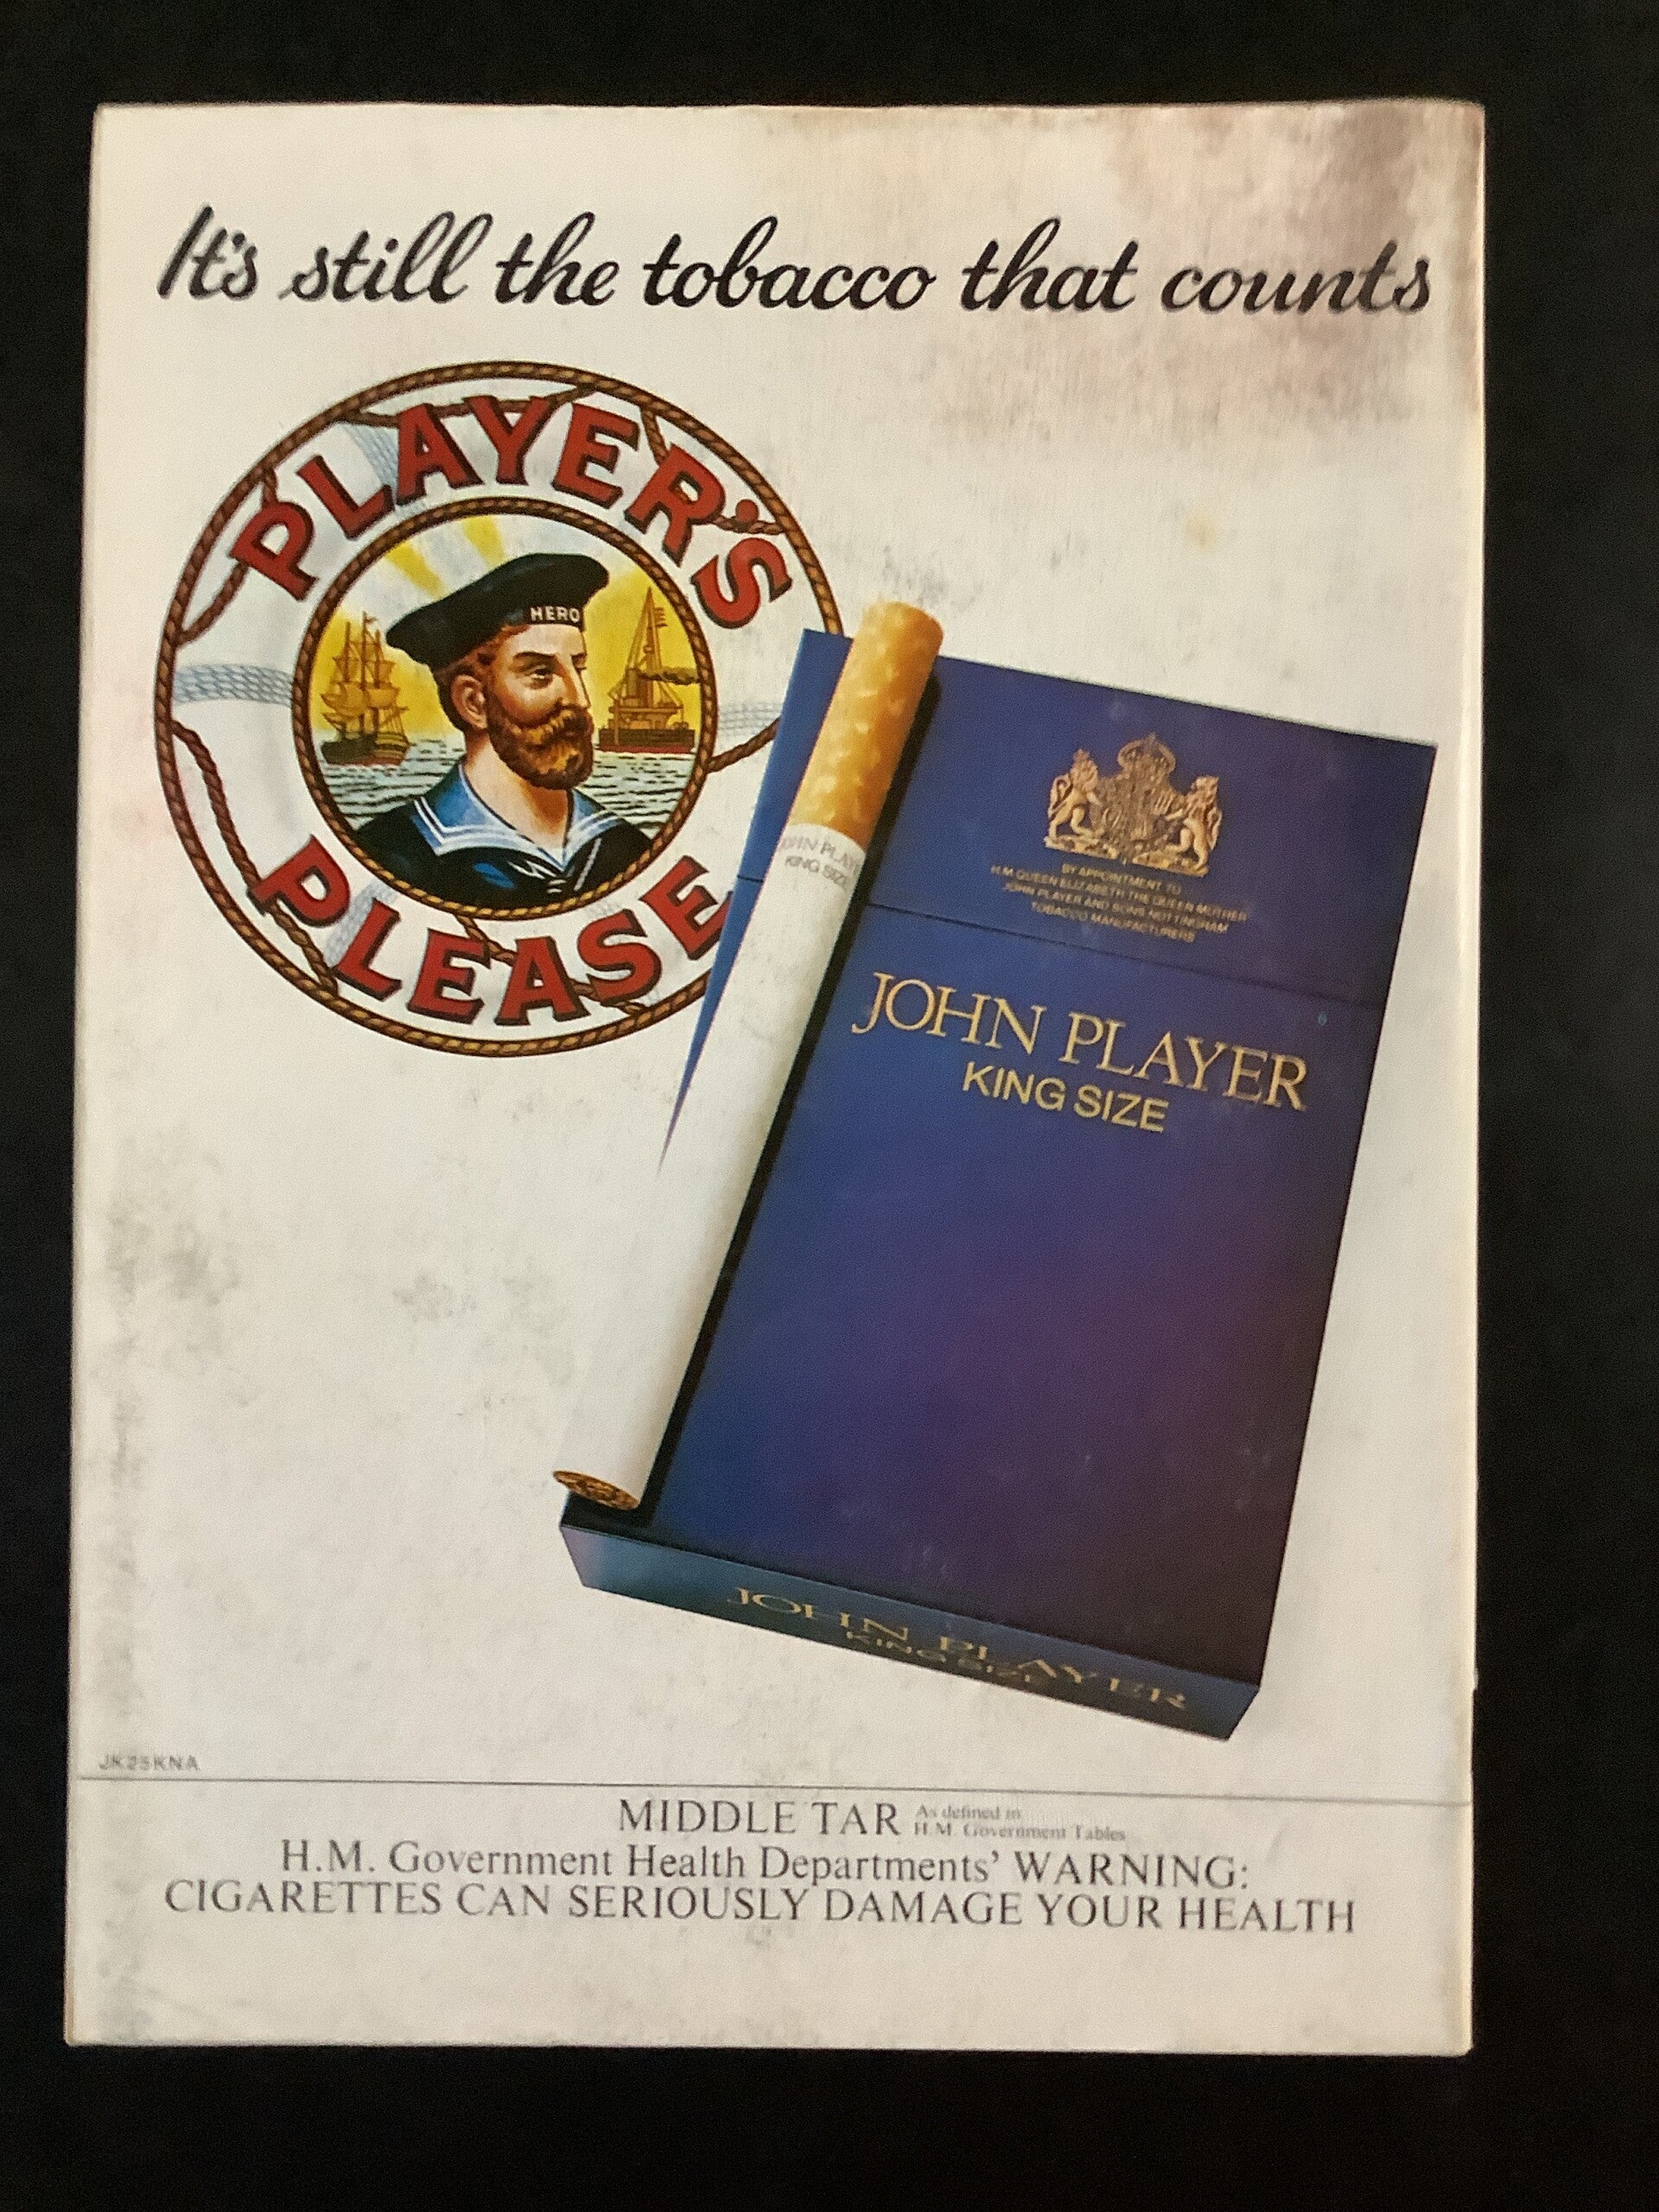 It's still the tobacco that counts
PLAYER'S
HERO
PLEASE
JOHN PLAYER
KING SIZE
BY APPOINTMENT TO
H.M. QUEEN ELIZABETH THE QUEEN MOTHER
JOHN PLAYER AND SONS NOTTINGHAM
TOBACCO MANUFACTURERS
JOHN PLAYER
KING SIZE
JOHN PLAYER
KING SIZE
JK25KNA
MIDDLE TAR As defined in
H.M. Government Tables
H.M. Government Health Departments' WARNING:
CIGARETTES CAN SERIOUSLY DAMAGE YOUR HEALTH